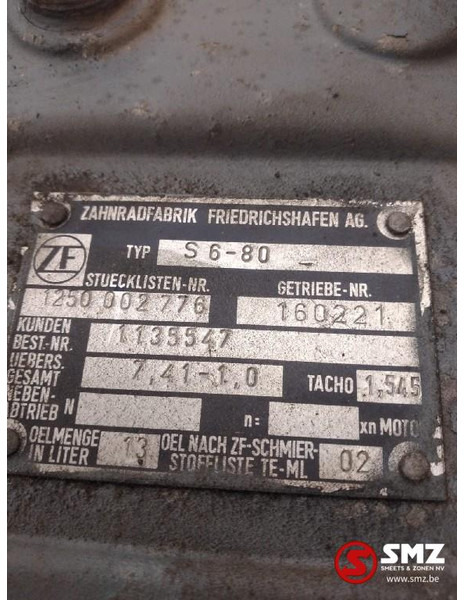 ZAHNRADFABRIK FRIEDRICHSHAFEN AG.
ZF TYP S 6-80
STUECKLISTEN-NR. GETRIEBE-NR.
1250 002 776 160221
KUNDEN
BEST-NR. 1135547
UEBERS.
GESAMT 7,41-1,0 TACHO 1,545
NEBEN-
ABTRIEB N n: xn MOTO
OELMENGE
IN LITER 13 OEL NACH ZF-SCHMIER-
STOFFLISTE TE-ML 02
SMZ
SMEETS & ZONEN NV
www.smz.be